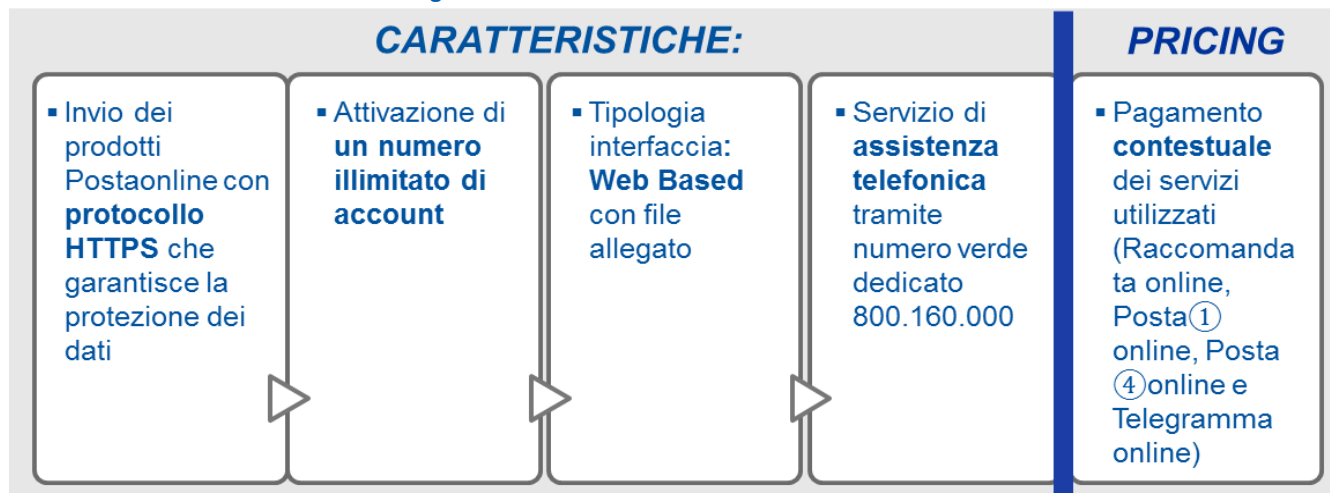 CARATTERISTICHE:
PRICING
▪ Invio dei
prodotti
Postaonline con
protocollo
HTTPS che
garantisce la
protezione dei
dati
▪ Attivazione di
un numero
illimitato di
account
▪ Tipologia
interfaccia:
Web Based
con file
allegato
▪ Servizio di
assistenza
telefonica
tramite
numero verde
dedicato
800.160.000
▪ Pagamento
contestuale
dei servizi
utilizzati
(Raccomanda
ta online,
Posta①
online, Posta
④online e
Telegramma
online)